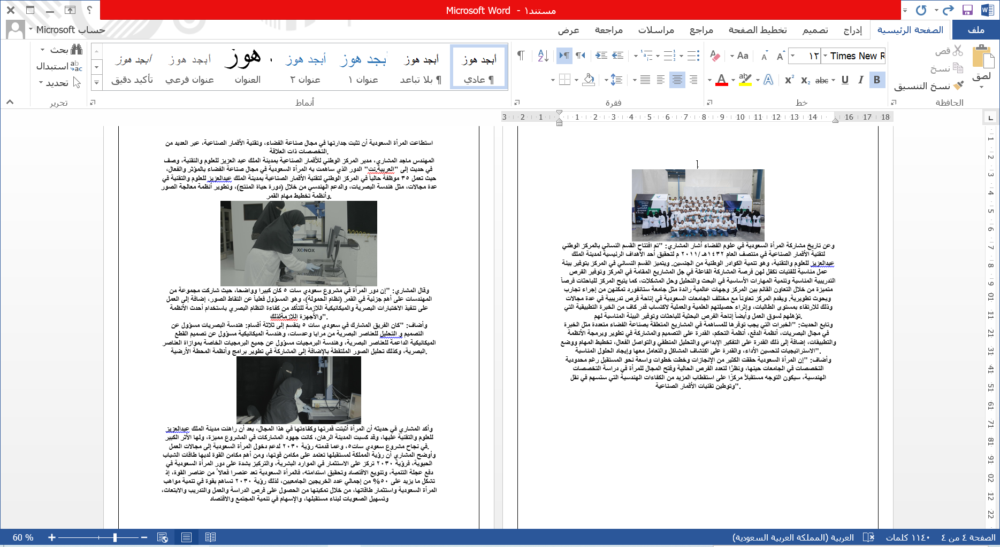 مستند١ - Microsoft Word
حساب Microsoft
ملف
الصفحة الرئيسية
إدراج
تصميم
تخطيط الصفحة
مراجع
مراسلات
مراجعة
عرض
لصق
قص
نسخ
نسخ التنسيق
الحافظة
Times New R
١٢
خط
فقرة
أبجد هوز
¶ عادي
أبجد هوز
¶ بلا تباعد
أبجد هوز
عنوان ١
أبجد هوز
عنوان ٢
هوز
العنوان
أبجد هوز
عنوان فرعي
أبجد هوز
تأكيد دقيق
أنماط
بحث
استبدال
تحديد
تحرير
3 2 1 1 2 3 4 5 6 7 8 9 10 11 12 13 14 16 17 18
وعن تاريخ مشاركة المرأة السعودية في علوم الفضاء أشار المشاري: "تم افتتاح القسم النسائي بالمركز الوطني
لتقنية الأقمار الصناعية في منتصف العام ١٤٣٢هـ /٢٠١١ م لتحقيق أحد الأهداف الرئيسية لمدينة الملك
عبدالعزيز للعلوم والتقنية، وهو تنمية الكوادر الوطنية من الجنسين. ويتميز القسم النسائي في المركز بتوفير بيئة
عمل مناسبة للفتيات تكفل لهن فرصة المشاركة الفاعلة في جل المشاريع المقامة في المركز وتوفير الفرص
التدريبية المناسبة وتنمية المهارات الأساسية في البحث والتحليل وحل المشكلات، كما يتيح المركز للباحثات فرصاً
متميزة من خلال التعاون القائم بين المركز وجهات عالمية رائدة مثل جامعة ستانفورد تمكنهن من إجراء تجارب
وبحوث تطويرية. ويقدم المركز تعاوناً مع مختلف الجامعات السعودية في إتاحة فرص تدريبية في عدة مجالات
وذلك للارتقاء بمستوى الطالبات، وإثراء حصيلتهم العلمية والعملية لاكتساب قدر كاف من الخبرة التطبيقية التي
تؤهلهم لسوق العمل وأيضاً إتاحة الفرص البحثية للباحثات وتوفير البيئة المناسبة لهم.
وتابع الحديث: "الخبرات التي يجب توفرها للمساهمة في المشاريع المتعلقة بصناعة الفضاء متعددة مثل الخبرة
في مجال البصريات، أنظمة الدفع، أنظمة التحكم، القدرة على التصميم والمشاركة في تطوير وبرمجة الأنظمة
والتطبيقات، إضافة إلى ذلك القدرة على التفكير الإبداعي والتحليل المنطقي والتواصل الفعال، تخطيط المهام ووضع
الاستراتيجيات لتحسين الأداء، والقدرة على اكتشاف المشاكل والتعامل معها وإيجاد الحلول المناسبة".
وأضاف: "إن المرأة السعودية حققت الكثير من الإنجازات وخطت خطوات واسعة نحو المستقبل رغم محدودية
التخصصات في الجامعات حينها، ونظرًا لتعدد الفرص الحالية وفتح المجال للمرأة في دراسة التخصصات
الهندسية، سيكون التوجه مستقبلاً مركزًا على استقطاب المزيد من الكفاءات الهندسية التي ستسهم في نقل
وتوطين تقنيات الأقمار الصناعية".
استطاعت المرأة السعودية أن تثبت جدارتها في مجال صناعة الفضاء، وتقنية الأقمار الصناعية، عبر العديد من
التخصصات ذات العلاقة.
المهندس ماجد المشاري، مدير المركز الوطني للأقمار الصناعية بمدينة الملك عبد العزيز للعلوم والتقنية، وصف
في حديث إلى "العربية.نت" الدور الذي ساهمت به المرأة السعودية في مجال صناعة الفضاء بالمؤثر والفعال،
حيث تعمل ٣٥ موظفة حالياً في المركز الوطني لتقنية الأقمار الصناعية بمدينة الملك عبدالعزيز للعلوم والتقنية في
عدة مجالات، مثل هندسة البصريات، والدعم الهندسي من خلال (دورة حياة المنتج)، وتطوير أنظمة معالجة الصور
وأنظمة تخطيط مهام القمر.
XONOX
وقال المشاري: "إن دور المرأة في مشروع سعودي سات ٥ كان كبيرا وواضحا، حيث شاركت مجموعة من
المهندسات على أهم جزئية في القمر (نظام الحمولة)، وهو المسؤول فعلياً عن التقاط الصور، إضافة إلى العمل
على تنفيذ الاختبارات البصرية والميكانيكية اللازمة للتأكد من كفاءة النظام البصري باستخدام أحدث الأنظمة
والأجهزة اللازمةلذلك".
وأضاف: "كان الفريق المشارك في سعودي سات ٥ ينقسم إلى ثلاثة أقسام: هندسة البصريات مسؤول عن
التصميم و التحليل للعناصر البصرية من مرايا وعدسات، وهندسة الميكانيكية مسؤول عن تصميم القطع
الميكانيكية الداعمة للعناصر البصرية، وهندسة البرمجيات مسؤول عن جميع البرمجيات الخاصة بموازاة العناصر
البصرية، وكذلك تحليل الصور الملتقطة بالإضافة إلى المشاركة في تطوير برامج وأنظمة المحطة الأرضية.
وأكد المشاري في حديثه أن المرأة أثبتت قدرتها وكفاءتها في هذا المجال، بعد أن راهنت مدينة الملك عبدالعزيز
للعلوم والتقنية عليها، وقد كسبت المدينة الرهان، كانت جهود المشاركات في المشروع مميزة، ولها الأثر الكبير
في نجاح مشروع سعودي سات٥، وعما قدمته رؤية ٢٠٣٠ لدعم دخول المرأة السعودية إلى مجالات العمل.
وأوضح المشاري أن رؤية المملكة لمستقبلها تعتمد على مكامن قوتها، ومن أهم مكامن القوة لديها طاقات الشباب
الحيوية، فرؤية ٢٠٣٠ تركز على الاستثمار في الموارد البشرية، والتركيز بشدة على دور المرأة السعودية في
دفع عجلة التنمية، وتنويع الاقتصاد وتحقيق استدامته، فالمرأة السعودية تعد عنصرا فعالاً من عناصر القوة، إذ
تشكل ما يزيد على ٥٠% من إجمالي عدد الخريجين الجامعيين، لذلك رؤية ٢٠٣٠ تساهم بقوة في تنمية مواهب
المرأة السعودية واستثمار طاقاتها، من خلال تمكينها من الحصول على فرص الدراسة والعمل والتدريب والابتعاث،
وتسهيل الصعوبات لبناء مستقبلها، والإسهام في تنمية المجتمع والاقتصاد
الصفحة ٤ من ٤
١١٤٠ كلمات
العربية (المملكة العربية السعودية)
60 %